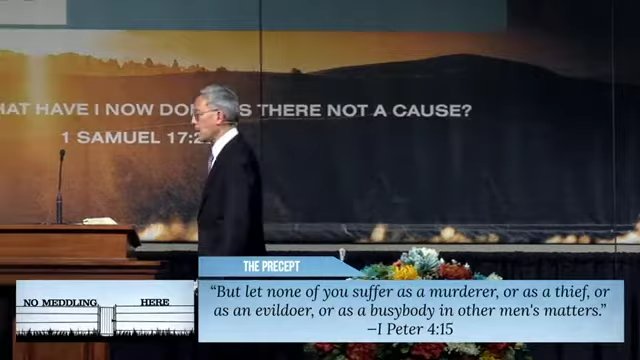 HAT HAVE I NOW DO S THERE NOT A CAUSE?
1 SAMUEL 17:2
THE PRECEPT
NO MEDDLING HERE
“But let none of you suffer as a murderer, or as a thief, or
as an evildoer, or as a busybody in other men's matters.”
—I Peter 4:15